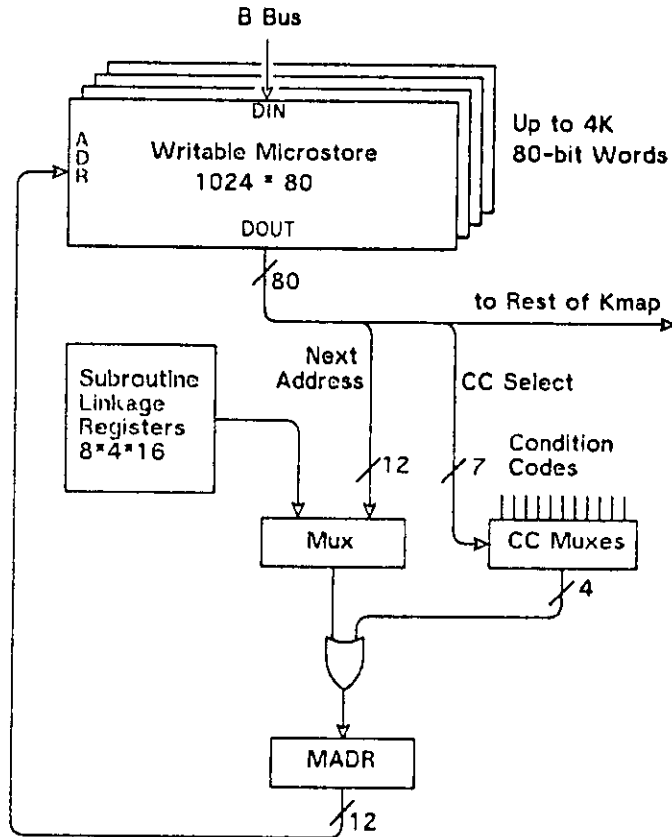 B Bus
DIN
ADR
Writable Microstore
1024 * 80
DOUT
Up to 4K
80-bit Words
80
to Rest of Kmap
Next
Address
CC Select
Subroutine
Linkage
Registers
8*4*16
12
7
Condition
Codes
Mux
CC Muxes
4
MADR
12